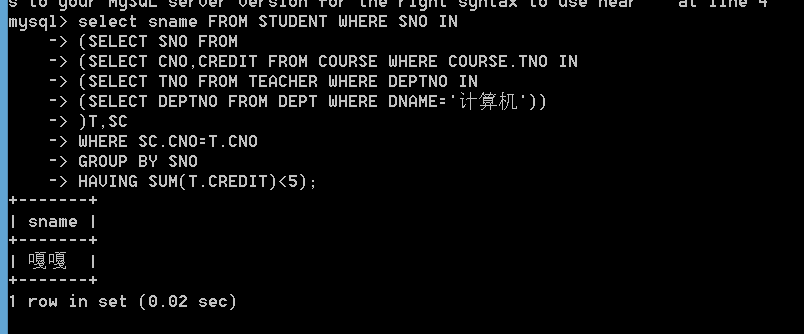 s to your MySQL server version for the right syntax to use near '' at line 4
mysql> select sname FROM STUDENT WHERE SNO IN
    -> (SELECT SNO FROM
    -> (SELECT CNO,CREDIT FROM COURSE WHERE COURSE.TNO IN
    -> (SELECT TNO FROM TEACHER WHERE DEPTNO IN
    -> (SELECT DEPTNO FROM DEPT WHERE DNAME='计算机'))
    -> )T,SC
    -> WHERE SC.CNO=T.CNO
    -> GROUP BY SNO
    -> HAVING SUM(T.CREDIT)<5);
+-------+
| sname |
+-------+
| 嘎嘎  |
+-------+
1 row in set (0.02 sec)